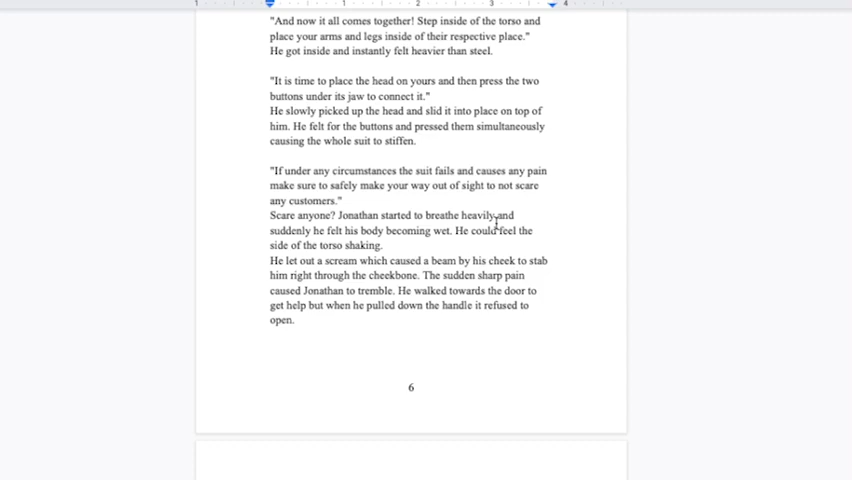 1 1 2 3 4
"And now it all comes together! Step inside of the torso and
place your arms and legs inside of their respective place."
He got inside and instantly felt heavier than steel.
"It is time to place the head on yours and then press the two
buttons under its jaw to connect it."
He slowly picked up the head and slid it into place on top of
him. He felt for the buttons and pressed them simultaneously
causing the whole suit to stiffen.
"If under any circumstances the suit fails and causes any pain
make sure to safely make your way out of sight to not scare
any customers."
Scare anyone? Jonathan started to breathe heavily and
suddenly he felt his body becoming wet. He could feel the
side of the torso shaking.
He let out a scream which caused a beam by his cheek to stab
him right through the cheekbone. The sudden sharp pain
caused Jonathan to tremble. He walked towards the door to
get help but when he pulled down the handle it refused to
open.
6